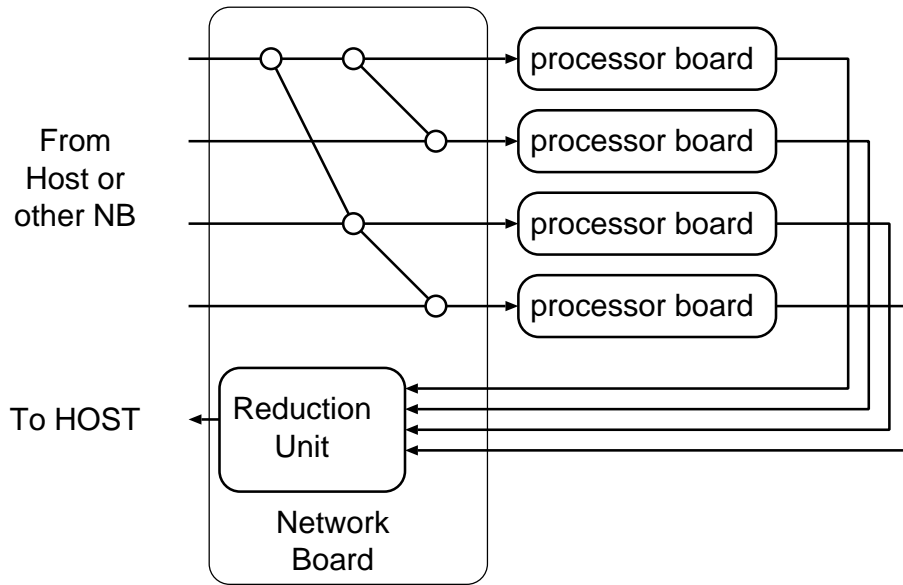 processor board
From
Host or
other NB
processor board
processor board
processor board
To HOST
Reduction
Unit
Network
Board